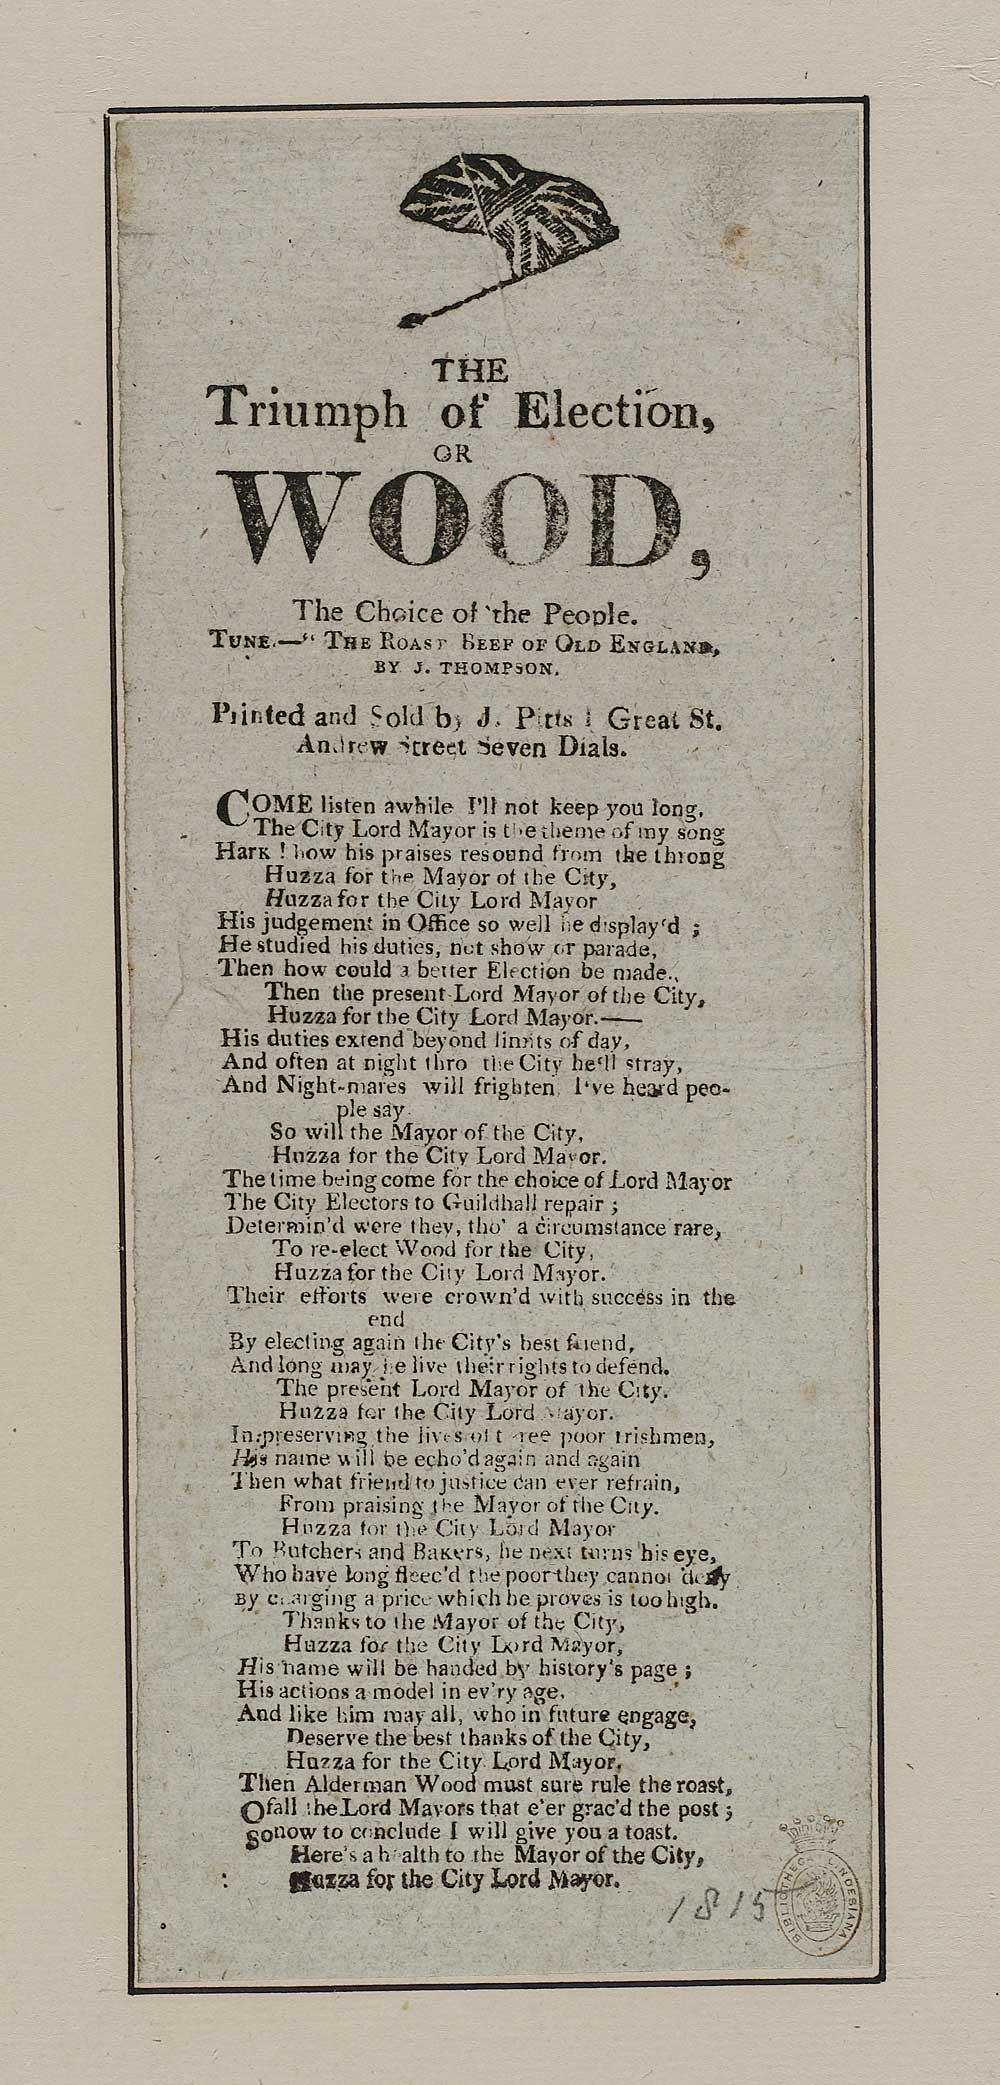 THE
Triumph of Election,
OR
WOOD,
The Choice of the People.
TUNE.—" THE ROAST BEEF OF OLD ENGLAND,
BY J. THOMPSON.
Printed and Sold by J. Pitts 1 Great St.
Andrew Street Seven Dials.
COME listen awhile I'll not keep you long,
The City Lord Mayor is the theme of my song
Hark ! how his praises resound from the throng
Huzza for the Mayor of the City,
Huzza for the City Lord Mayor
His judgement in Office so well he display'd ;
He studied his duties, not show or parade,
Then how could a better Election be made.,
Then the present Lord Mayor of the City,
Huzza for the City Lord Mayor.——
His duties extend beyond limits of day,
And often at night thro the City he'll stray,
And Night-mares will frighten, I've heard peo-
ple say
So will the Mayor of the City,
Huzza for the City Lord Mayor.
The time being come for the choice of Lord Mayor
The City Electors to Guildhall repair ;
Determin'd were they, tho' a circumstance rare,
To re-elect Wood for the City,
Huzza for the City Lord Mayor.
Their efforts were crown'd with success in the
end
By electing again the City's best friend,
And long may he live their rights to defend.
The present Lord Mayor of the City.
Huzza for the City Lord Mayor.
In preserving the lives of three poor Irishmen,
His name will be echo'd again and again
Then what friend to justice can ever refrain,
From praising the Mayor of the City.
Huzza for the City Lord Mayor
To Butchers and Bakers, he next turns his eye,
Who have long fleec'd the poor they cannot deny
By charging a price which he proves is too high.
Thanks to the Mayor of the City,
Huzza for the City Lord Mayor,
His name will be handed by history's page ;
His actions a model in ev'ry age,
And like him may all, who in future engage,
Deserve the best thanks of the City,
Huzza for the City Lord Mayor.
Then Alderman Wood must sure rule the roast,
Of all the Lord Mayors that e'er grac'd the post ;
So now to conclude I will give you a toast.
Here's a health to the Mayor of the City,
Huzza for the City Lord Mayor.
1815
BIBLIOTHECA LINDESIANA